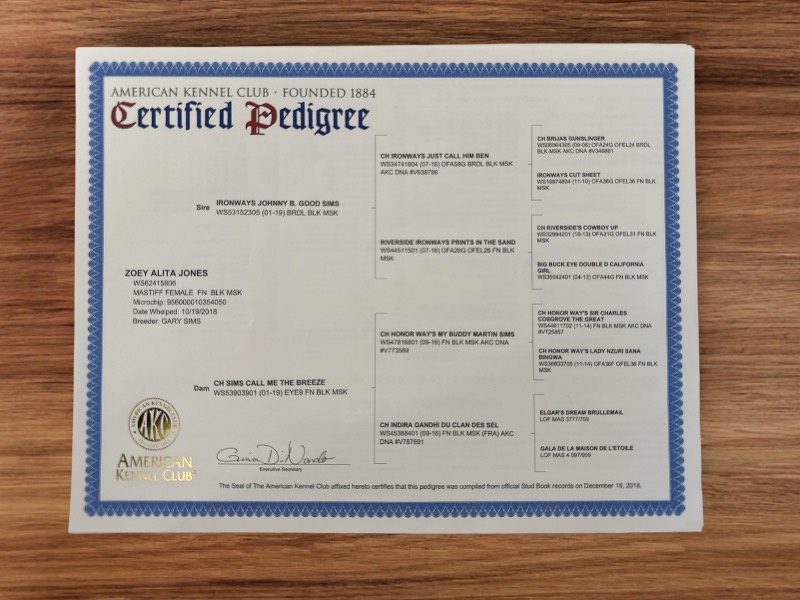 AMERICAN KENNEL CLUB · FOUNDED 1884
Certified Pedigree
ZOEY ALITA JONES
WS62415806
MASTIFF FEMALE FN BLK MSK
Microchip: 956000010354050
Date Whelped: 10/19/2018
Breeder: GARY SIMS
Sire
IRONWAYS JOHNNY B. GOOD SIMS
WS53152305 (01-19) BRDL BLK MSK
Dam
CH SIMS CALL ME THE BREEZE
WS53903901 (01-19) EYE9 FN BLK MSK
CH IRONWAYS JUST CALL HIM BEN
WS34741804 (07-16) OFA58G BRDL BLK MSK
AKC DNA #V638786
RIVERSIDE IRONWAYS PRINTS IN THE SAND
WS44511501 (07-16) OFA26G OFEL26 FN BLK
MSK
CH HONOR WAY'S MY BUDDY MARTIN SIMS
WS47816801 (09-16) FN BLK MSK AKC DNA
#V773589
CH INDIRA GANDHI DU CLAN DES SEL
WS45388401 (09-16) FN BLK MSK (FRA) AKC
DNA #V787691
CH BRIJAS GUNSLINGER
WS06964305 (09-08) OFA24G OFEL24 BRDL
BLK MSK AKC DNA #V346881
IRONWAYS CUT SHEET
WS18874804 (11-10) OFA36G OFEL36 FN BLK
MSK
CH RIVERSIDE'S COWBOY UP
WS32964201 (10-13) OFA31G OFEL31 FN BLK
MSK
BIG BUCK EYE DOUBLE D CALIFORNIA
GIRL
WS35042401 (04-13) OFA44G FN BLK MSK
CH HONOR WAY'S SIR CHARLES
COSGROVE THE GREAT
WS44611702 (11-14) FN BLK MSK AKC DNA
#V725857
CH HONOR WAY'S LADY NZURI SANA
BINGWA
WS36833705 (11-14) OFA36F OFEL36 FN BLK
MSK
ELGAR'S DREAM BRULLEMAIL
LOF MAS 3777/709
GALA DE LA MAISON DE L'ETOILE
LOF MAS 4 097/909
AMERICAN KENNEL CLUB
AKC
AMERICAN
KENNEL CLUB
Executive Secretary
The Seal of The American Kennel Club affixed hereto certifies that this pedigree was compiled from official Stud Book records on December 18, 2018.